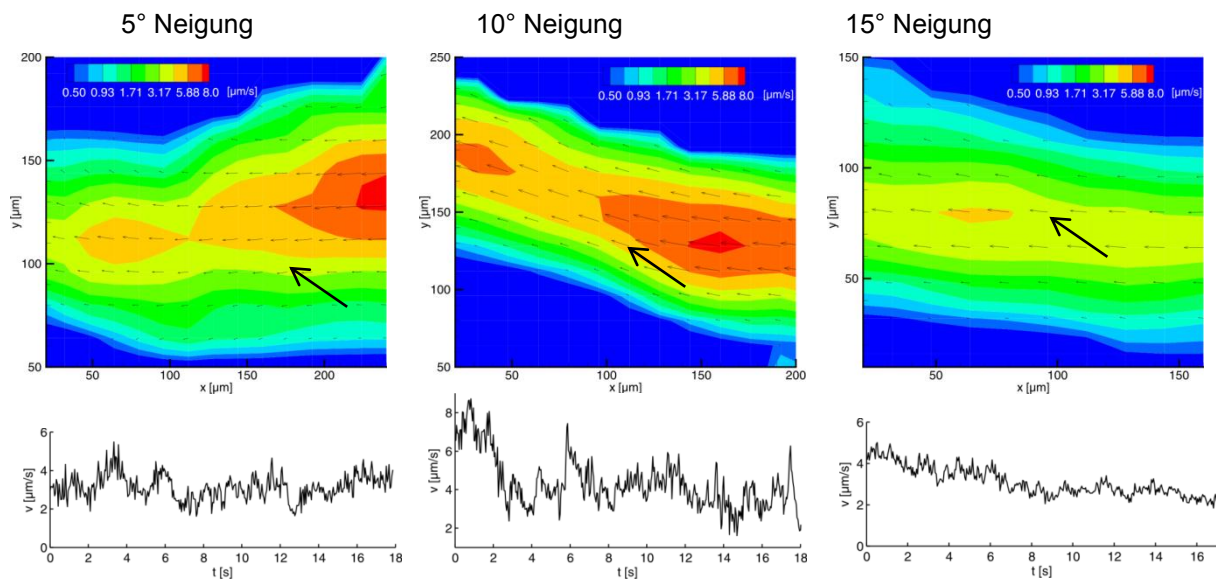 5° Neigung
10° Neigung
15° Neigung
200
150
100
50
y [µm]
0.50 0.93 1.71 3.17 5.88 8.0 [µm/s]
50 100 150 200
x [µm]
250
200
150
100
50
y [µm]
0.50 0.93 1.71 3.17 5.88 8.0 [µm/s]
50 100 150 200
x [µm]
150
100
50
y [µm]
0.50 0.93 1.71 3.17 5.88 8.0 [µm/s]
50 100 150
x [µm]
6
4
2
0
v [µm/s]
0 2 4 6 8 10 12 14 16 18
t [s]
8
6
4
2
v [µm/s]
0 2 4 6 8 10 12 14 16 18
t [s]
6
4
2
0
v [µm/s]
0 2 4 6 8 10 12 14 16
t [s]